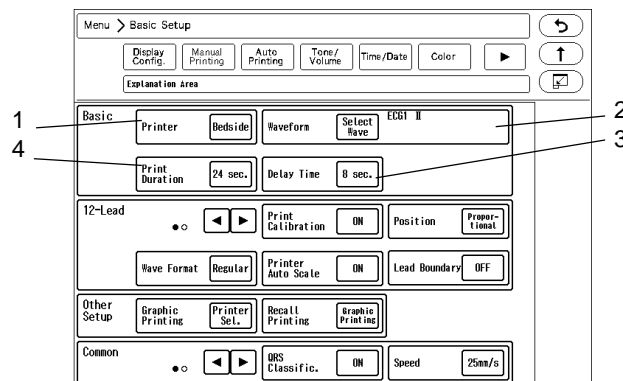 Menu > Basic Setup
Display Config.
Manual Printing
Auto Printing
Tone/ Volume
Time/Date
Color
Explanation Area
1
2
3
4
Basic
Printer
Bedside
Waveform
Select Wave
ECG1 II
Print Duration
24 sec.
Delay Time
8 sec.
12-Lead
Print Calibration
ON
Position
Propor- tional
Wave Format
Regular
Printer Auto Scale
ON
Lead Boundary
OFF
Other Setup
Graphic Printing
Printer Sel.
Recall Printing
Graphic Printing
Common
QRS Classific.
ON
Speed
25mm/s